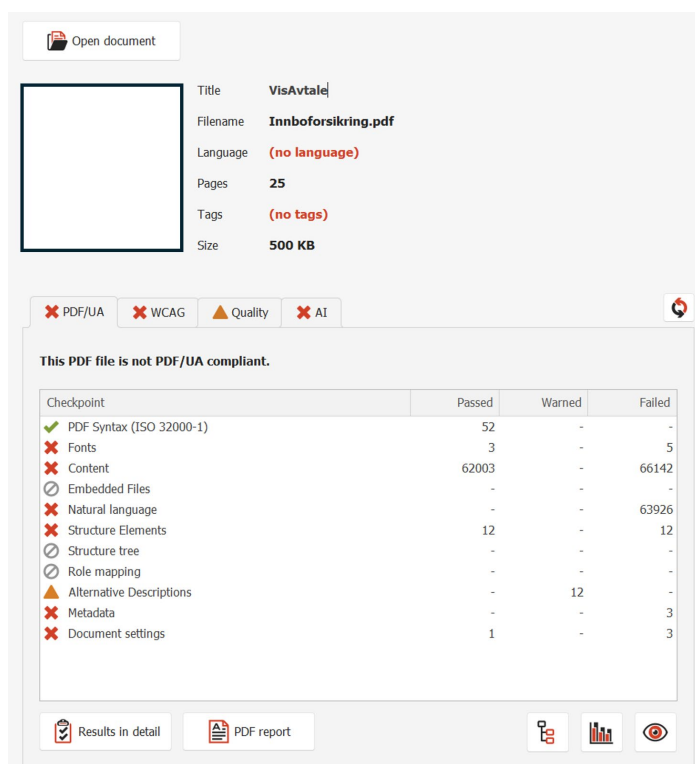 Open document
Title VisAvtale
Filename Innboforsikring.pdf
Language (no language)
Pages 25
Tags (no tags)
Size 500 KB
PDF/UA WCAG Quality AI
This PDF file is not PDF/UA compliant.
Checkpoint Passed Warned Failed
PDF Syntax (ISO 32000-1) 52 - -
Fonts 3 - 5
Content 62003 - 66142
Embedded Files - - -
Natural language - - 63926
Structure Elements 12 - 12
Structure tree - - -
Role mapping - - -
Alternative Descriptions - 12 -
Metadata - - 3
Document settings 1 - 3
Results in detail PDF report